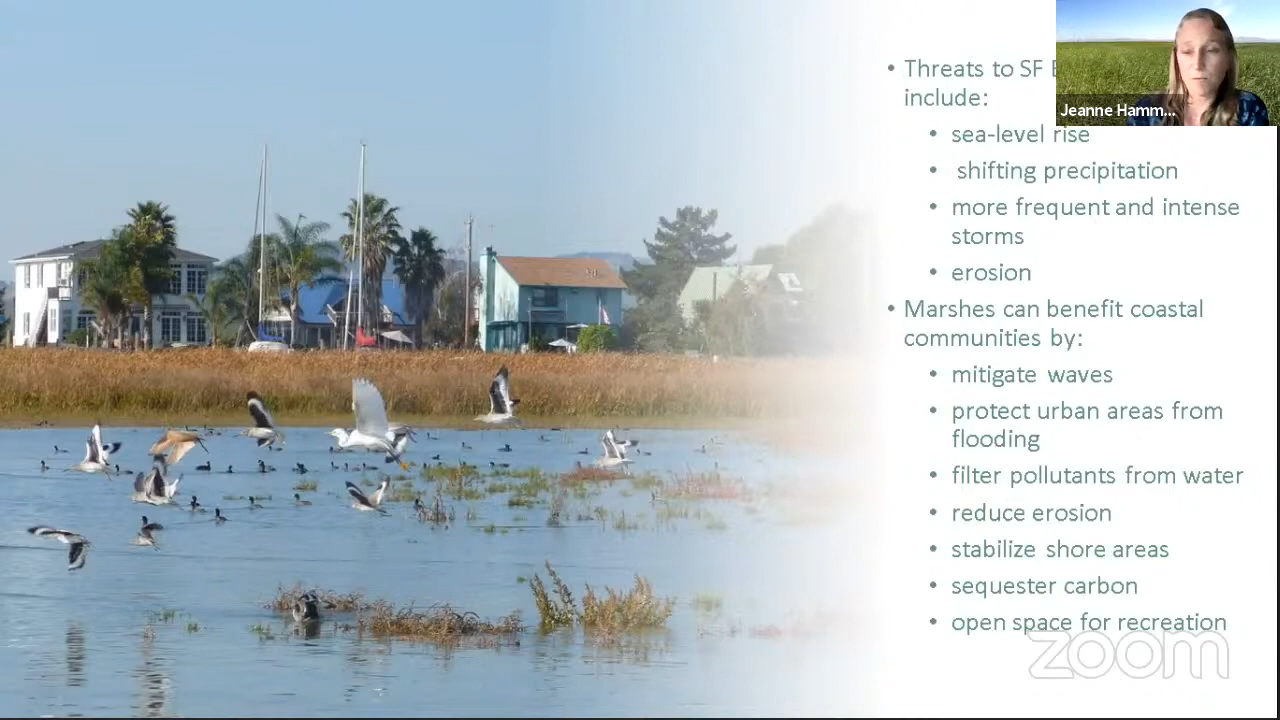 • Threats to SF
include:
• sea-level rise
• shifting precipitation
• more frequent and intense
storms
• erosion
• Marshes can benefit coastal
communities by:
• mitigate waves
• protect urban areas from
flooding
• filter pollutants from water
• reduce erosion
• stabilize shore areas
• sequester carbon
• open space for recreation
Jeanne Hamm...
zoom